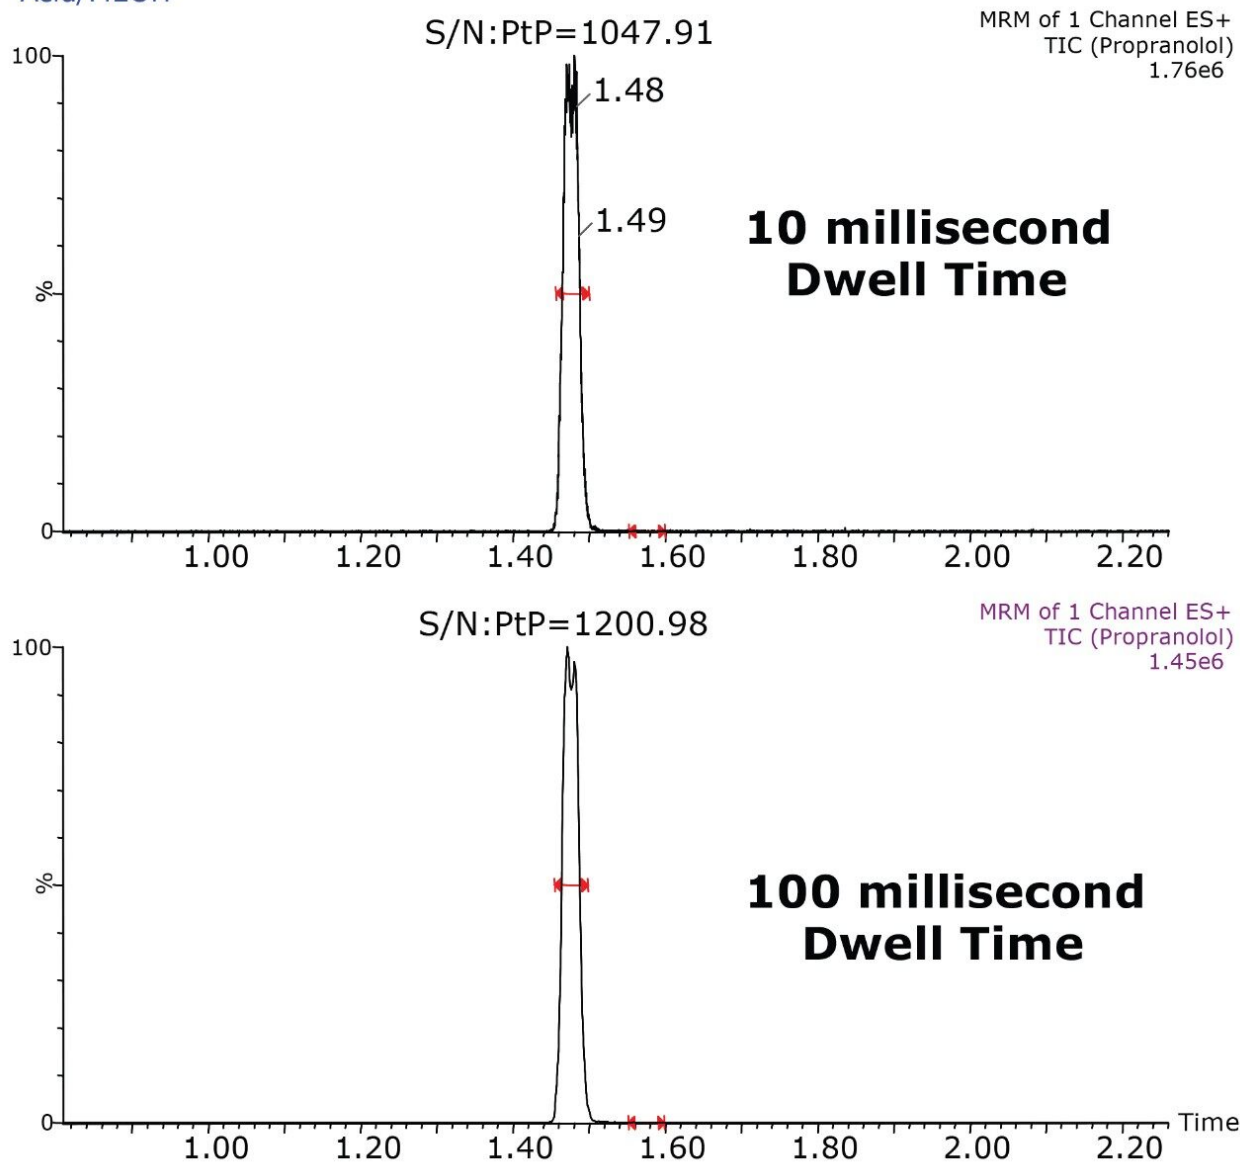 S/N:PtP=1047.91
MRM of 1 Channel ES+
TIC (Propranolol)
1.76e6
100
1.48
1.49
10 millisecond
Dwell Time
%
0
1.00 1.20 1.40 1.60 1.80 2.00 2.20
S/N:PtP=1200.98
MRM of 1 Channel ES+
TIC (Propranolol)
1.45e6
100
100 millisecond
Dwell Time
%
0
Time
1.00 1.20 1.40 1.60 1.80 2.00 2.20